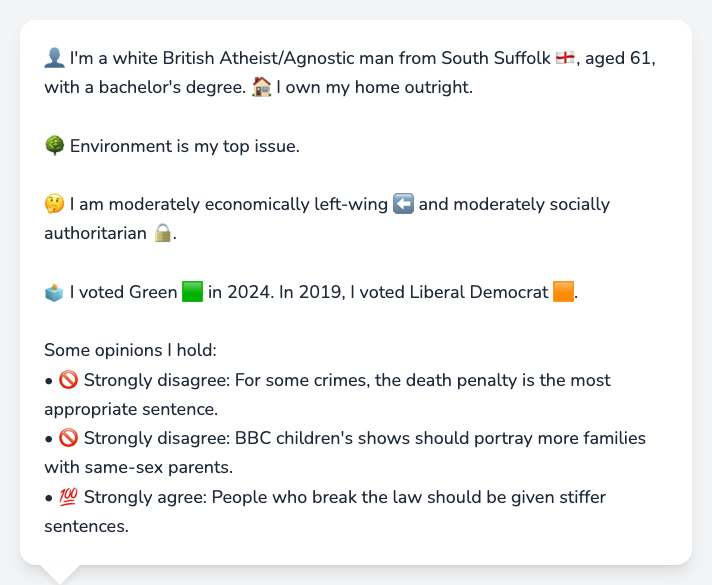 👤 I'm a white British Atheist/Agnostic man from South Suffolk 🏴󠁧󠁢󠁥󠁮󠁧󠁿, aged 61,
with a bachelor's degree. 🏠 I own my home outright.
🌳 Environment is my top issue.
🤔 I am moderately economically left-wing ⬅️ and moderately socially
authoritarian 🔒.
🗳️ I voted Green 🟩 in 2024. In 2019, I voted Liberal Democrat 🟧.
Some opinions I hold:
• 🚫 Strongly disagree: For some crimes, the death penalty is the most
appropriate sentence.
• 🚫 Strongly disagree: BBC children's shows should portray more families
with same-sex parents.
• 💯 Strongly agree: People who break the law should be given stiffer
sentences.